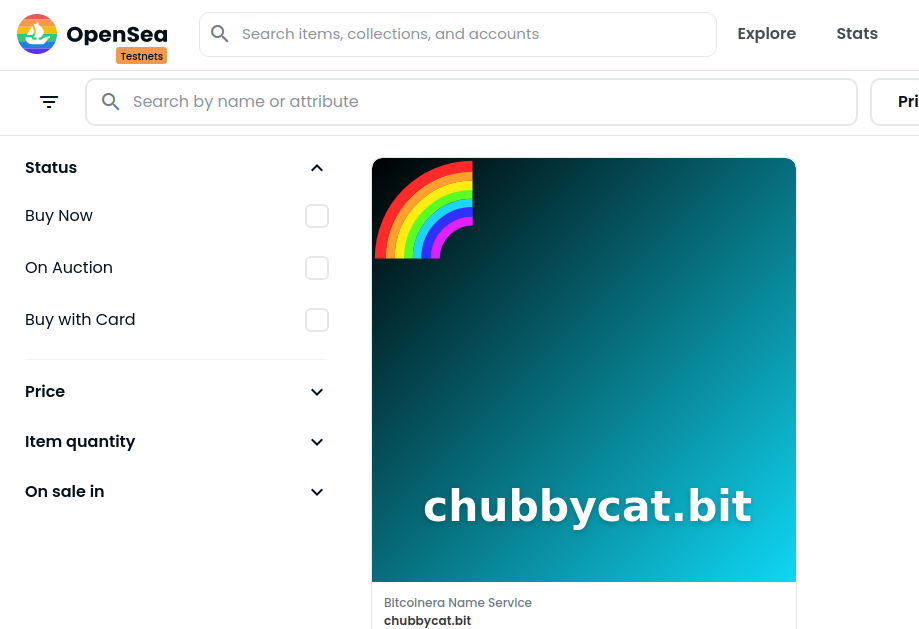 OpenSea
Testnets
Search items, collections, and accounts
Explore
Stats
Search by name or attribute
Pri
Status
Buy Now
On Auction
Buy with Card
Price
Item quantity
On sale in
chubbycat.bit
Bitcoinera Name Service
chubbycat.bit